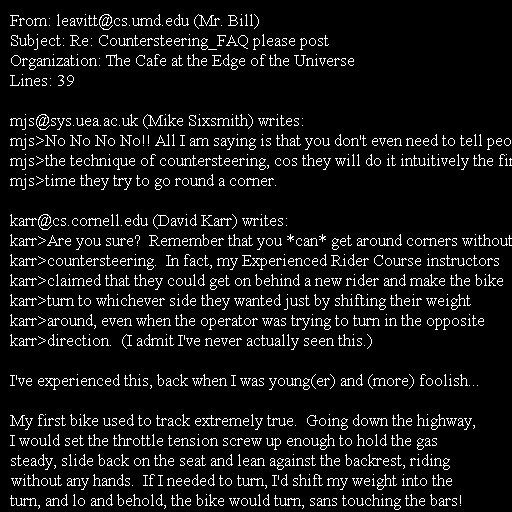 From: leavitt@cs.umd.edu (Mr. Bill)
Subject: Re: Countersteering_FAQ please post
Organization: The Cafe at the Edge of the Universe
Lines: 39

mjs@sys.uea.ac.uk (Mike Sixsmith) writes:
mjs>No No No No!! All I am saying is that you don't even need to tell peo
mjs>the technique of countersteering, cos they will do it intuitively the fir
mjs>time they try to go round a corner.

karr@cs.cornell.edu (David Karr) writes:
karr>Are you sure?  Remember that you *can* get around corners without
karr>countersteering.  In fact, my Experienced Rider Course instructors
karr>claimed that they could get on behind a new rider and make the bike
karr>turn to whichever side they wanted just by shifting their weight
karr>around, even when the operator was trying to turn in the opposite
karr>direction.  (I admit I've never actually seen this.)

I've experienced this, back when I was young(er) and (more) foolish...

My first bike used to track extremely true.  Going down the highway,
I would set the throttle tension screw up enough to hold the gas
steady, slide back on the seat and lean against the backrest, riding
without any hands.  If I needed to turn, I'd shift my weight into the
turn, and lo and behold, the bike would turn, sans touching the bars!